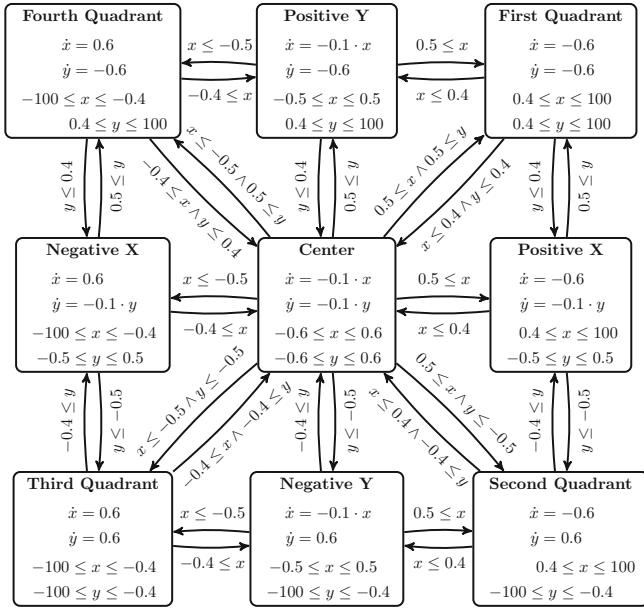 Fourth Quadrant
ẋ = 0.6
ẏ = −0.6
−100 ≤ x ≤ −0.4
0.4 ≤ y ≤ 100
x ≤ −0.5
−0.4 ≤ x
Positive Y
ẋ = −0.1 · x
ẏ = −0.6
−0.5 ≤ x ≤ 0.5
0.4 ≤ y ≤ 100
0.5 ≤ x
x ≤ 0.4
First Quadrant
ẋ = −0.6
ẏ = −0.6
0.4 ≤ x ≤ 100
0.4 ≤ y ≤ 100
y ≤ 0.4
0.5 ≤ y
x ≤ −0.5 ∧ 0.5 ≤ y
−0.4 ≤ x ∧ y ≤ 0.4
y ≤ 0.4
0.5 ≤ y
0.5 ≤ x ∧ 0.5 ≤ y
x ≤ 0.4 ∧ y ≤ 0.4
y ≤ 0.4
0.5 ≤ y
Negative X
ẋ = 0.6
ẏ = −0.1 · y
−100 ≤ x ≤ −0.4
−0.5 ≤ y ≤ 0.5
x ≤ −0.5
−0.4 ≤ x
Center
ẋ = −0.1 · x
ẏ = −0.1 · y
−0.6 ≤ x ≤ 0.6
−0.6 ≤ y ≤ 0.6
0.5 ≤ x
x ≤ 0.4
Positive X
ẋ = −0.6
ẏ = −0.1 · y
0.4 ≤ x ≤ 100
−0.5 ≤ y ≤ 0.5
−0.4 ≤ y
y ≤ −0.5
x ≤ −0.5 ∧ y ≤ −0.5
−0.4 ≤ x ∧ −0.4 ≤ y
−0.4 ≤ y
y ≤ −0.5
0.5 ≤ x ∧ y ≤ −0.5
x ≤ 0.4 ∧ −0.4 ≤ y
−0.4 ≤ y
y ≤ −0.5
Third Quadrant
ẋ = 0.6
ẏ = 0.6
−100 ≤ x ≤ −0.4
−100 ≤ y ≤ −0.4
x ≤ −0.5
−0.4 ≤ x
Negative Y
ẋ = −0.1 · x
ẏ = 0.6
−0.5 ≤ x ≤ 0.5
−100 ≤ y ≤ −0.4
0.5 ≤ x
x ≤ 0.4
Second Quadrant
ẋ = −0.6
ẏ = 0.6
0.4 ≤ x ≤ 100
−100 ≤ y ≤ −0.4